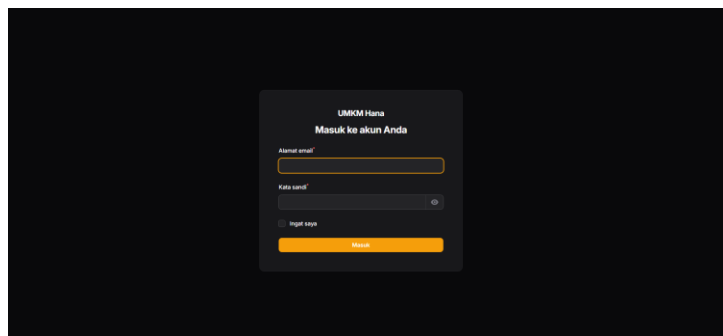 UMKM Hana
Masuk ke akun Anda
Alamat email*
Kata sandi*
Ingat saya
Masuk